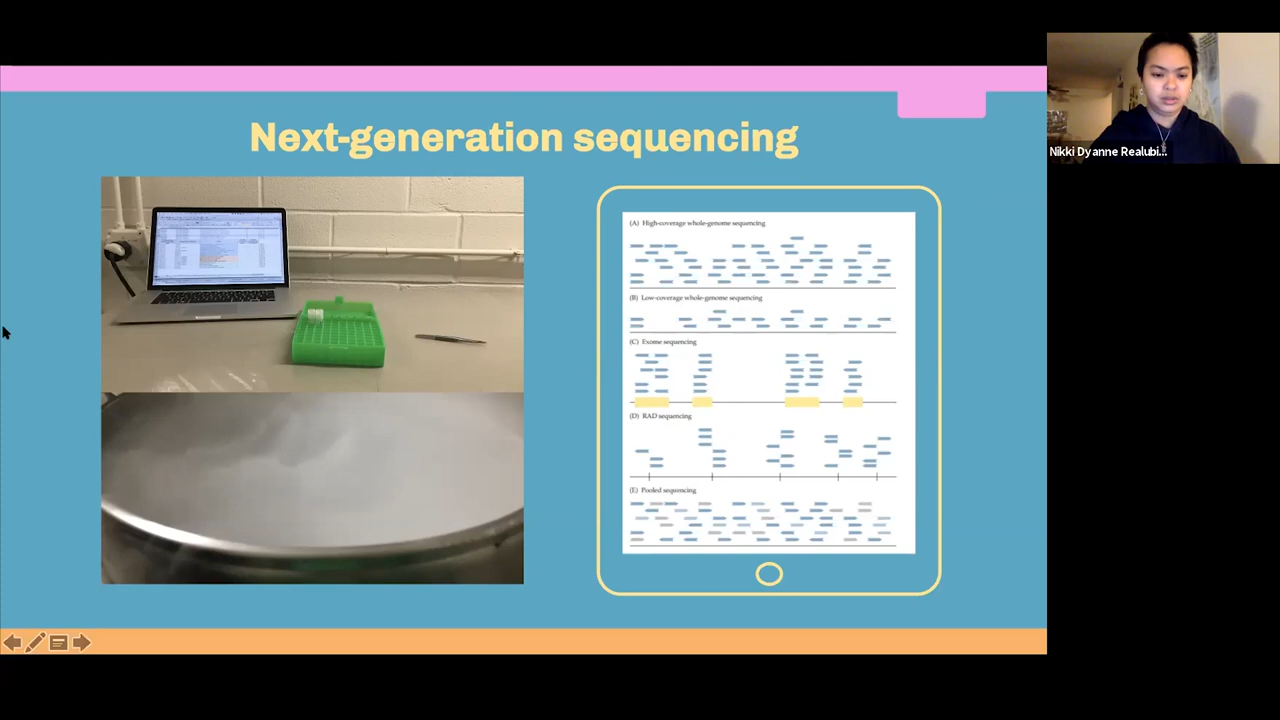 Next-generation sequencing
(A) High-coverage whole-genome sequencing
(B) Low-coverage whole-genome sequencing
(C) Exome sequencing
(D) RAD sequencing
(E) Pooled sequencing
Nikki Dyanne Realubi...